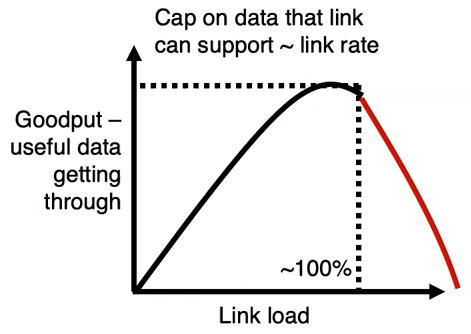 Cap on data that link
can support ~ link rate
Goodput –
useful data
getting
through
~100%
Link load